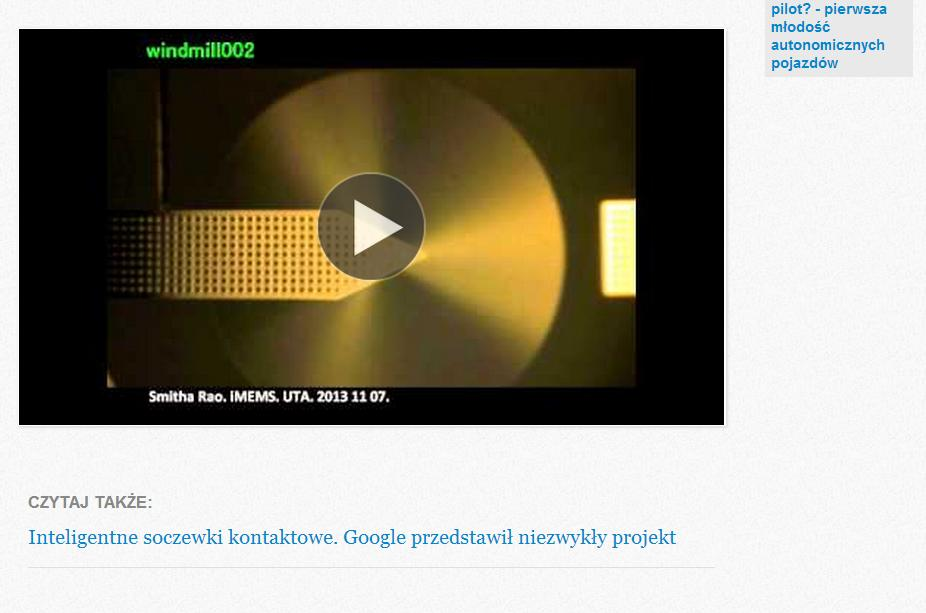 pilot? - pierwsza
młodość
autonomicznych
pojazdów
windmill002
Smitha Rao. iMEMS. UTA. 2013 11 07.
CZYTAJ TAKŻE:
Inteligentne soczewki kontaktowe. Google przedstawił niezwykły projekt